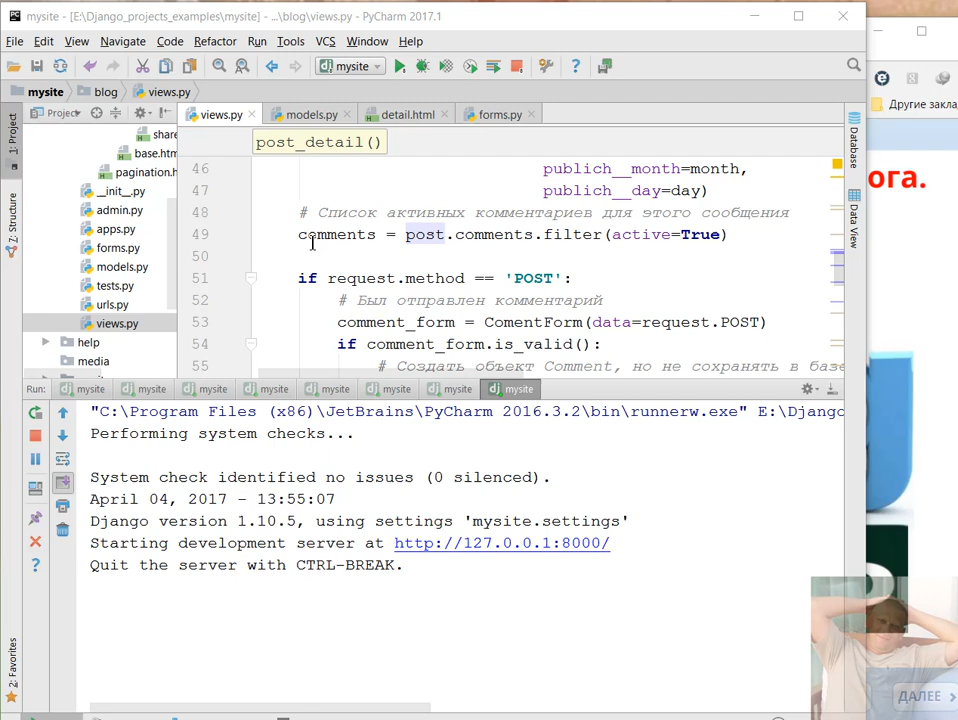 mysite - [E:\Django_projects_examples\mysite] - ...\blog\views.py - PyCharm 2017.1
File Edit View Navigate Code Refactor Run Tools VCS Window Help
mysite
mysite blog views.py
Project views.py models.py detail.html forms.py
post_detail()
1: Project
7: Structure
2: Favorites
share
base.htm
pagination.h
__init__.py
admin.py
apps.py
forms.py
models.py
tests.py
urls.py
views.py
help
media
46 publich__month=month,
47 publich__day=day)
48 # Список активных комментариев для этого сообщения
49 comments = post.comments.filter(active=True)
50
51 if request.method == 'POST':
52 # Был отправлен комментарий
53 comment_form = ComentForm(data=request.POST)
54 if comment_form.is_valid():
55 # Создать объект Comment, но не сохранять в базе
Database
Data View
Run: mysite mysite mysite mysite mysite mysite mysite mysite
"C:\Program Files (x86)\JetBrains\PyCharm 2016.3.2\bin\runnerw.exe" E:\Django
Performing system checks...
System check identified no issues (0 silenced).
April 04, 2017 - 13:55:07
Django version 1.10.5, using settings 'mysite.settings'
Starting development server at http://127.0.0.1:8000/
Quit the server with CTRL-BREAK.
Другие закла
ога.
ДАЛЕЕ